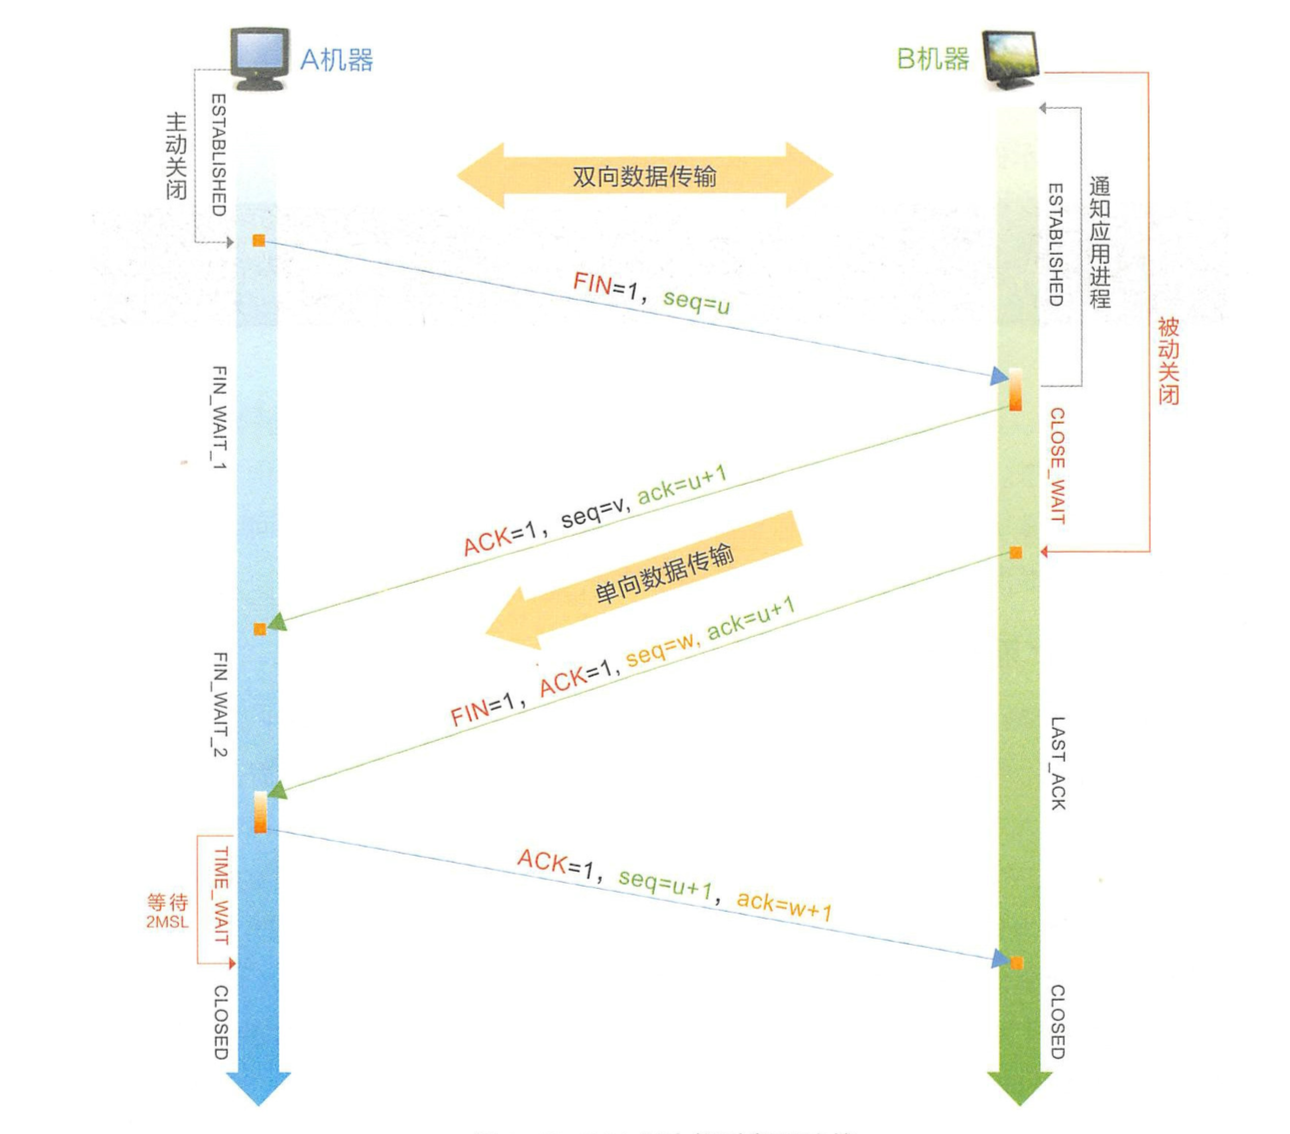 A机器
B机器
主动关闭
ESTABLISHED
双向数据传输
ESTABLISHED
通知应用进程
FIN=1, seq=u
被动关闭
FIN_WAIT_1
CLOSE_WAIT
ACK=1, seq=v, ack=u+1
单向数据传输
FIN=1, ACK=1, seq=w, ack=u+1
FIN_WAIT_2
LAST_ACK
ACK=1, seq=u+1, ack=w+1
TIME_WAIT
等待
2MSL
CLOSED
CLOSED